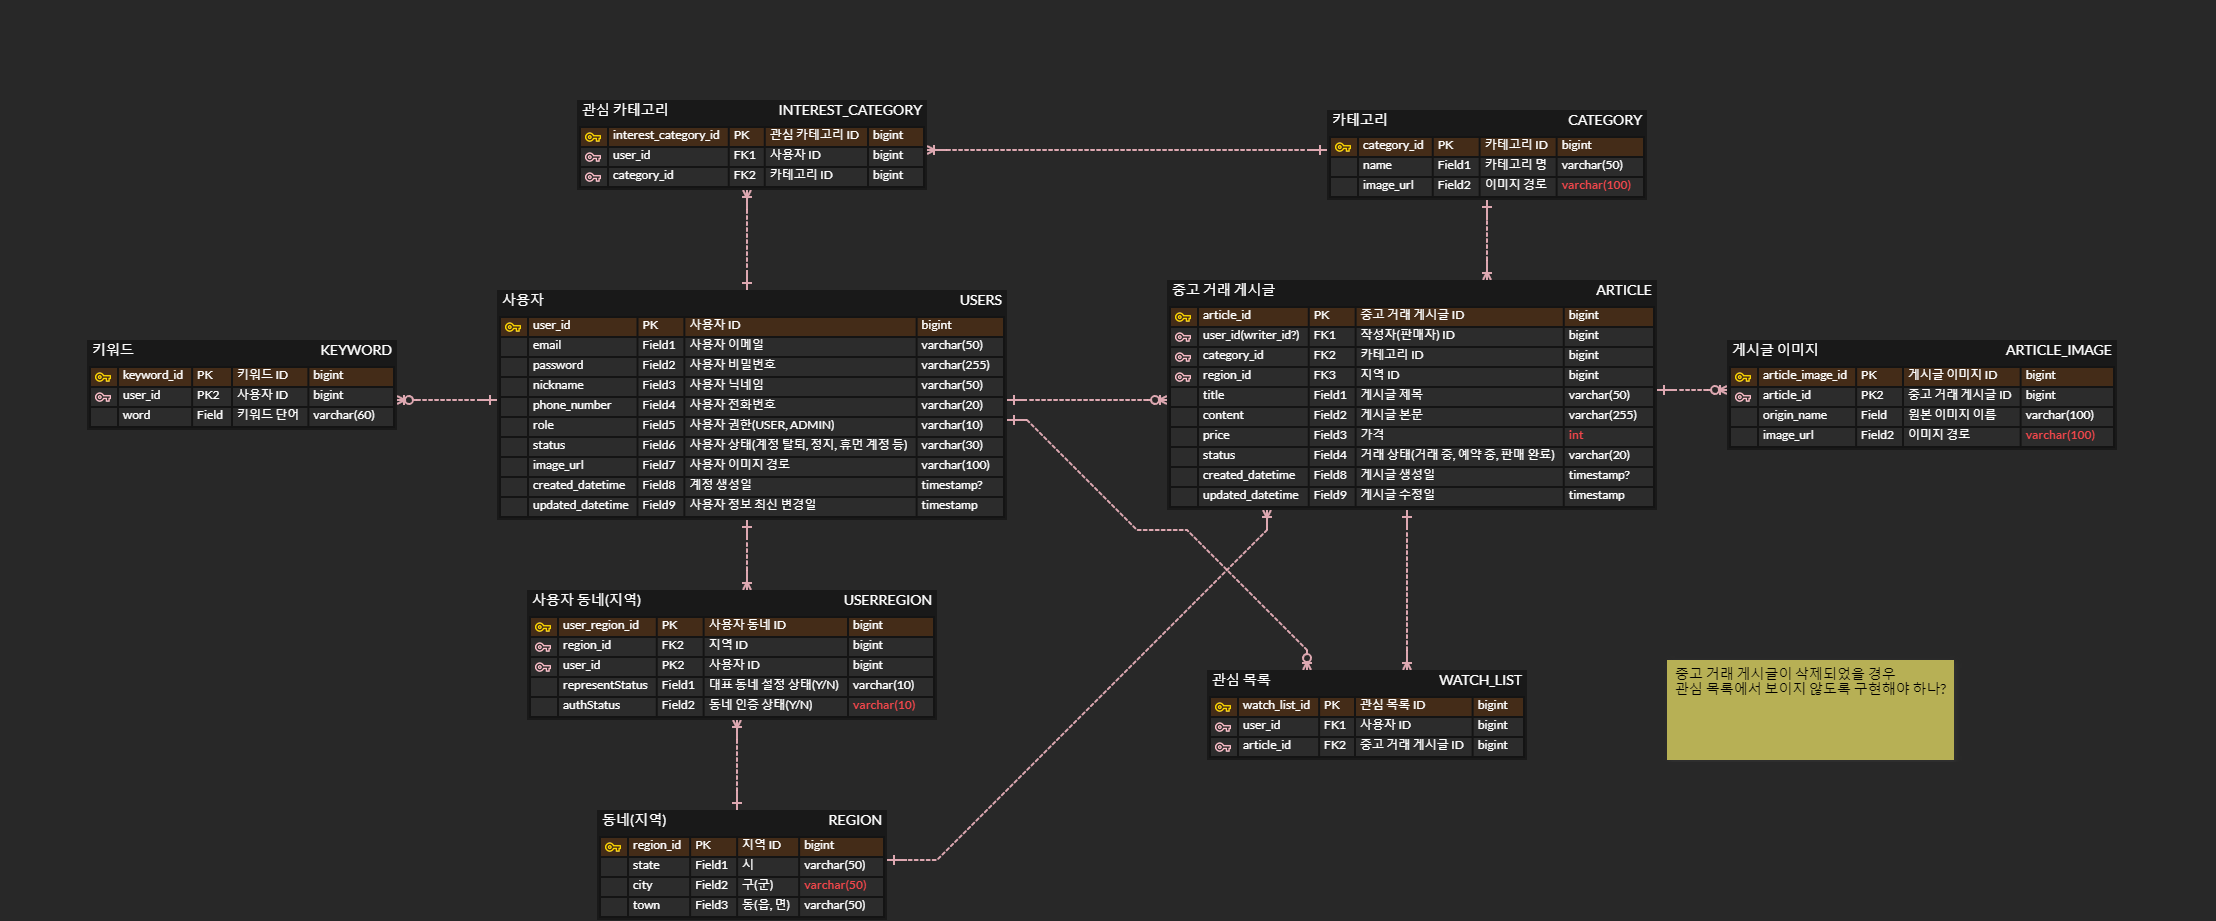 관심 카테고리 INTEREST_CATEGORY
interest_category_id PK 관심 카테고리 ID bigint
user_id FK1 사용자 ID bigint
category_id FK2 카테고리 ID bigint
카테고리 CATEGORY
category_id PK 카테고리 ID bigint
name Field1 카테고리 명 varchar(50)
image_url Field2 이미지 경로 varchar(100)
사용자 USERS
user_id PK 사용자 ID bigint
email Field1 사용자 이메일 varchar(50)
password Field2 사용자 비밀번호 varchar(255)
nickname Field3 사용자 닉네임 varchar(50)
phone_number Field4 사용자 전화번호 varchar(20)
role Field5 사용자 권한(USER, ADMIN) varchar(10)
status Field6 사용자 상태(계정 탈퇴, 정지, 휴먼 계정 등) varchar(30)
image_url Field7 사용자 이미지 경로 varchar(100)
created_datetime Field8 계정 생성일 timestamp?
updated_datetime Field9 사용자 정보 최신 변경일 timestamp
중고 거래 게시글 ARTICLE
article_id PK 중고 거래 게시글 ID bigint
user_id(writer_id?) FK1 작성자(판매자) ID bigint
category_id FK2 카테고리 ID bigint
region_id FK3 지역 ID bigint
title Field1 게시글 제목 varchar(50)
content Field2 게시글 본문 varchar(255)
price Field3 가격 int
status Field4 거래 상태(거래 중, 예약 중, 판매 완료) varchar(20)
created_datetime Field8 게시글 생성일 timestamp?
updated_datetime Field9 게시글 수정일 timestamp
키워드 KEYWORD
keyword_id PK 키워드 ID bigint
user_id PK2 사용자 ID bigint
word Field 키워드 단어 varchar(60)
게시글 이미지 ARTICLE_IMAGE
article_image_id PK 게시글 이미지 ID bigint
article_id PK2 중고 거래 게시글 ID bigint
origin_name Field 원본 이미지 이름 varchar(100)
image_url Field2 이미지 경로 varchar(100)
사용자 동네(지역) USERREGION
user_region_id PK 사용자 동네 ID bigint
region_id FK2 지역 ID bigint
user_id PK2 사용자 ID bigint
representStatus Field1 대표 동네 설정 상태(Y/N) varchar(10)
authStatus Field2 동네 인증 상태(Y/N) varchar(10)
관심 목록 WATCH_LIST
watch_list_id PK 관심 목록 ID bigint
user_id FK1 사용자 ID bigint
article_id FK2 중고 거래 게시글 ID bigint
중고 거래 게시글이 삭제되었을 경우
관심 목록에서 보이지 않도록 구현해야 하나?
동네(지역) REGION
region_id PK 지역 ID bigint
state Field1 시 varchar(50)
city Field2 구(군) varchar(50)
town Field3 동(읍, 면) varchar(50)